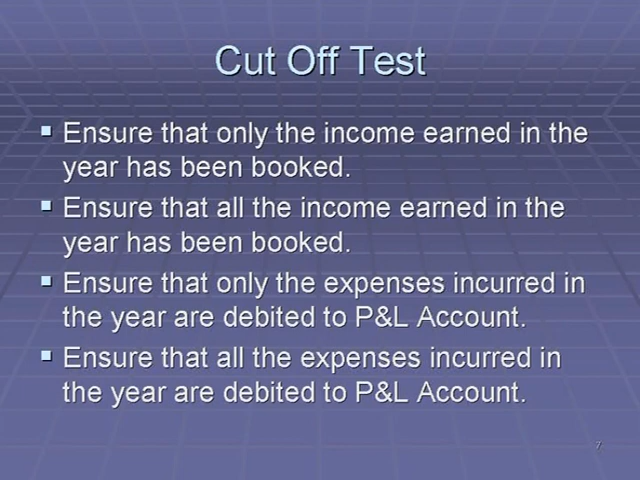 Cut Off Test
▪ Ensure that only the income earned in the
year has been booked.
▪ Ensure that all the income earned in the
year has been booked.
▪ Ensure that only the expenses incurred in
the year are debited to P&L Account.
▪ Ensure that all the expenses incurred in
the year are debited to P&L Account.
7